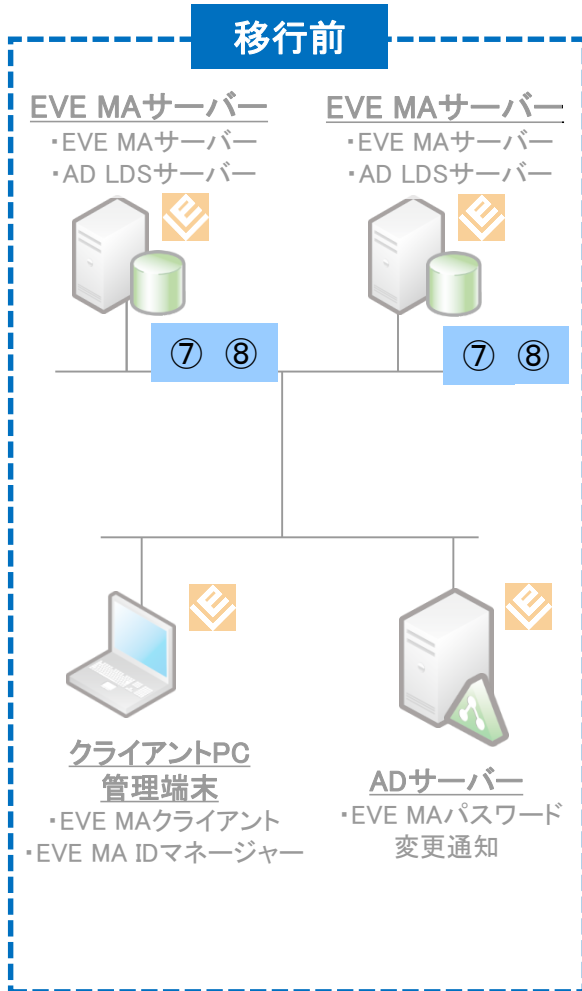 移行前
EVE MAサーバー
・EVE MAサーバー
・AD LDSサーバー
EVE MAサーバー
・EVE MAサーバー
・AD LDSサーバー
⑦ ⑧
⑦ ⑧
クライアントPC
管理端末
・EVE MAクライアント
・EVE MA IDマネージャー
ADサーバー
・EVE MAパスワード
変更通知